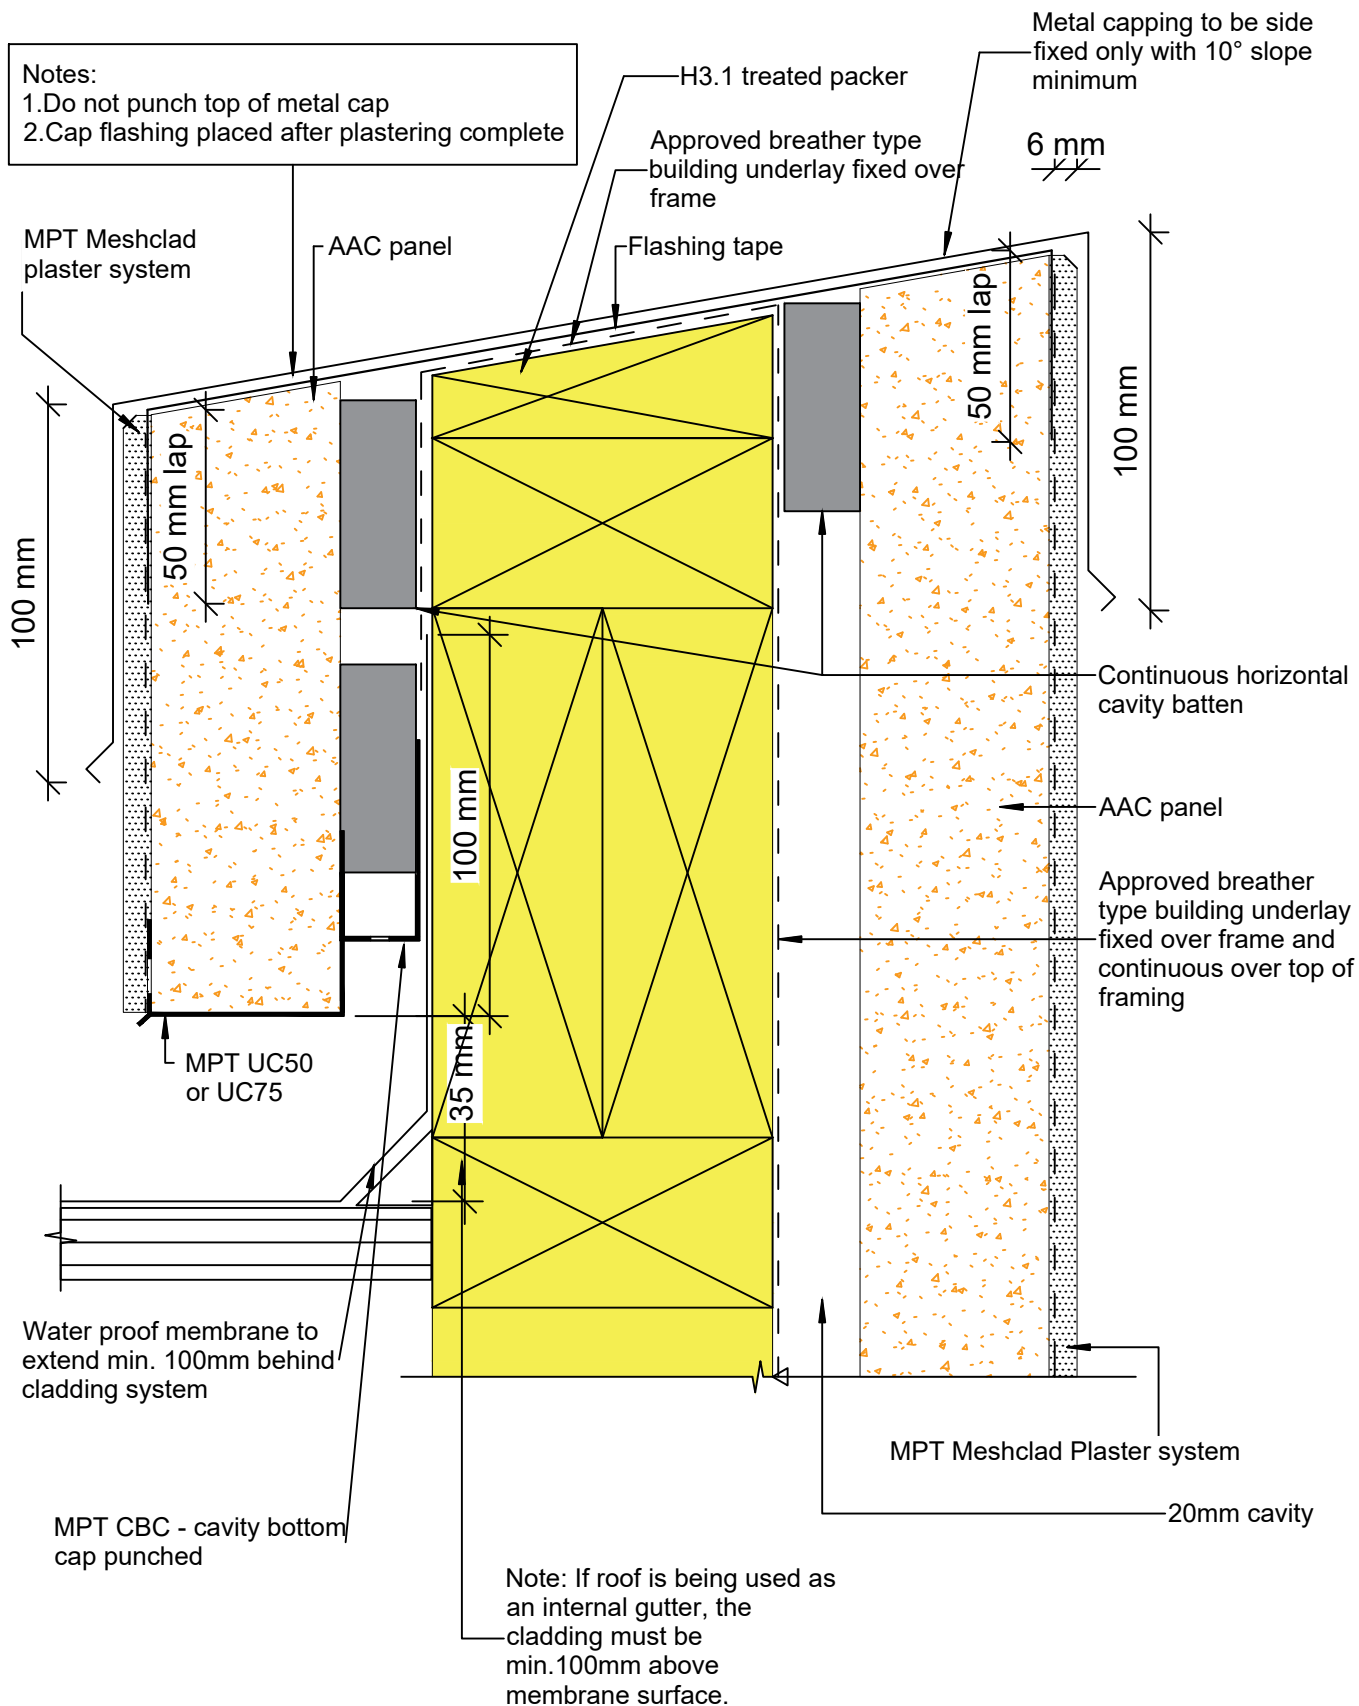 Metal capping to be side
fixed only with 10° slope
minimum
Notes:
1.Do not punch top of metal cap
2.Cap flashing placed after plastering complete
H3.1 treated packer
Approved breather type
building underlay fixed over
frame
6 mm
MPT Meshclad
plaster system
AAC panel
Flashing tape
50 mm lap
100 mm
50 mm lap
100 mm
Continuous horizontal
cavity batten
100 mm
AAC panel
Approved breather
type building underlay
fixed over frame and
continuous over top of
framing
35 mm
MPT UC50
or UC75
Water proof membrane to
extend min. 100mm behind
cladding system
MPT Meshclad Plaster system
20mm cavity
MPT CBC - cavity bottom
cap punched
Note: If roof is being used as
an internal gutter, the
cladding must be
min.100mm above
membrane surface.